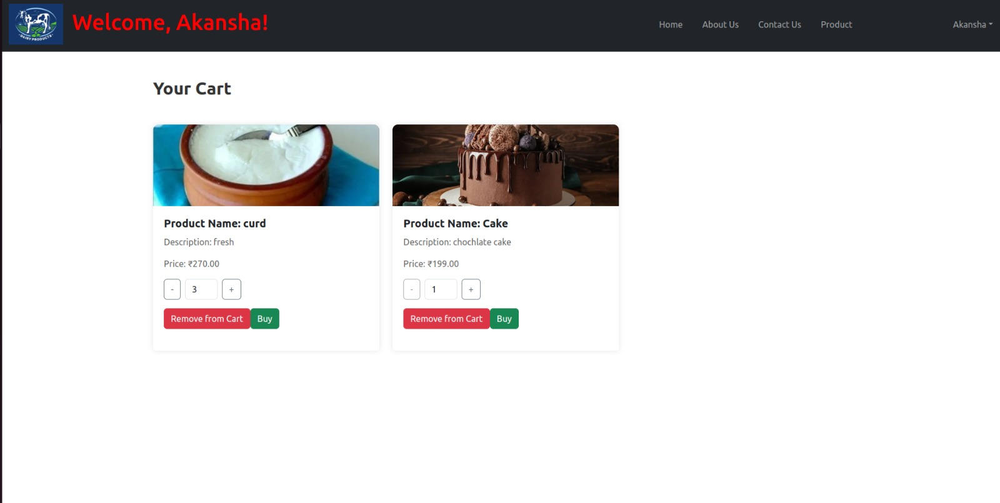 DAIRY PRODUCTS
Welcome, Akansha!
Home About Us Contact Us Product Akansha
Your Cart
Product Name: curd
Description: fresh
Price: ₹270.00
- 3 +
Remove from Cart Buy
Product Name: Cake
Description: chochlate cake
Price: ₹199.00
- 1 +
Remove from Cart Buy